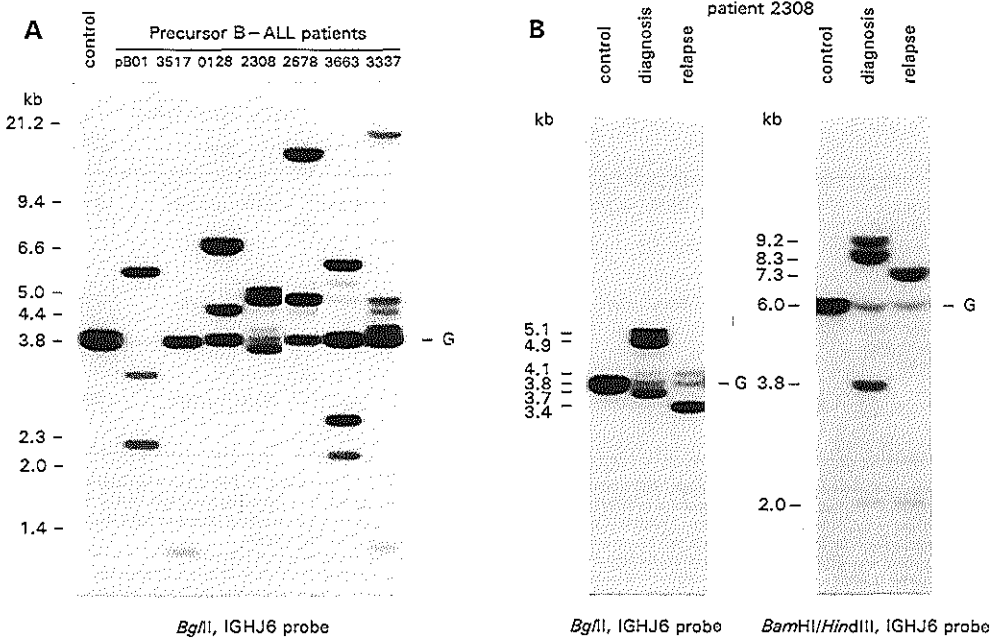 A
control
Precursor B–ALL patients
pB01 3517 0128 2308 2678 3663 3337
kb
21.2 –
9.4 –
6.6 –
5.0 –
4.4 –
3.8 –
2.3 –
2.0 –
1.4 –
– G
BglII, IGHJ6 probe
B
patient 2308
control
diagnosis
relapse
kb
5.1
4.9
4.1
3.8
3.7
3.4
– G
BglII, IGHJ6 probe
control
diagnosis
relapse
kb
9.2 –
8.3 –
7.3 –
6.0 –
3.8 –
2.0 –
– G
BamHI/HindIII, IGHJ6 probe